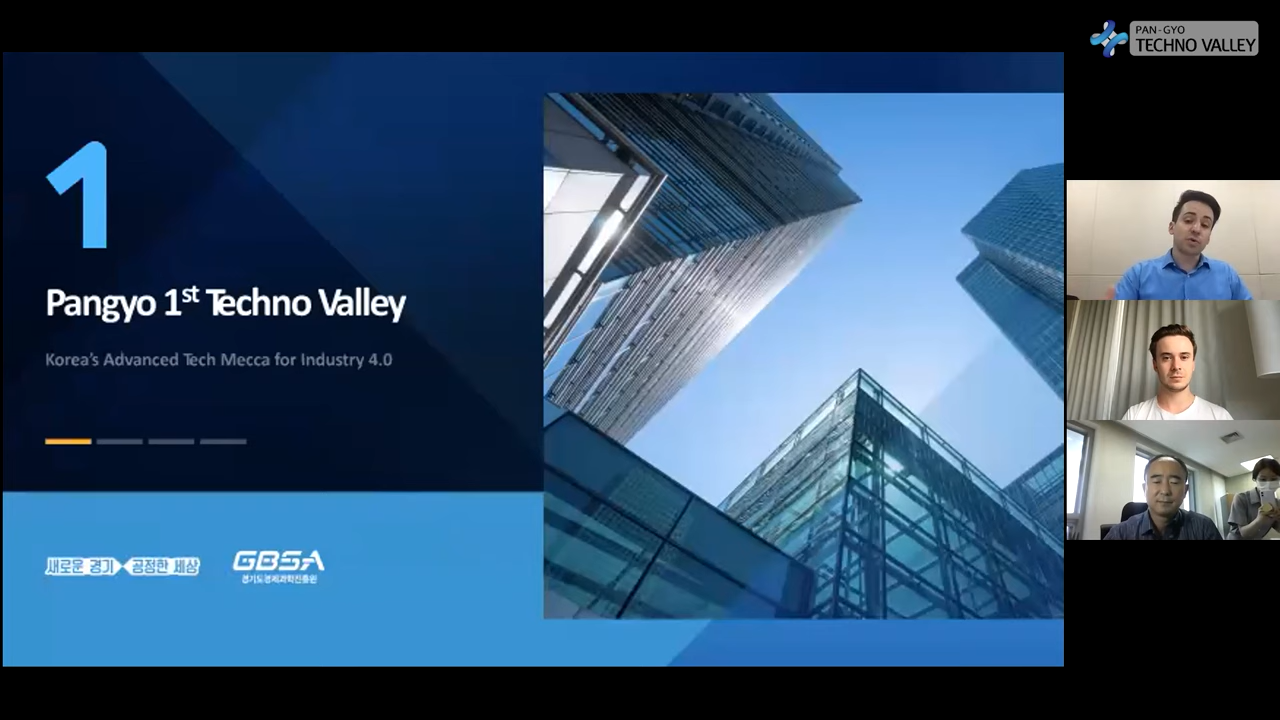 PAN-GYO
TECHNO VALLEY
1
Pangyo 1st Techno Valley
Korea's Advanced Tech Mecca for Industry 4.0
새로운 경기 공정한 세상
GBSA
경기도경제과학진흥원